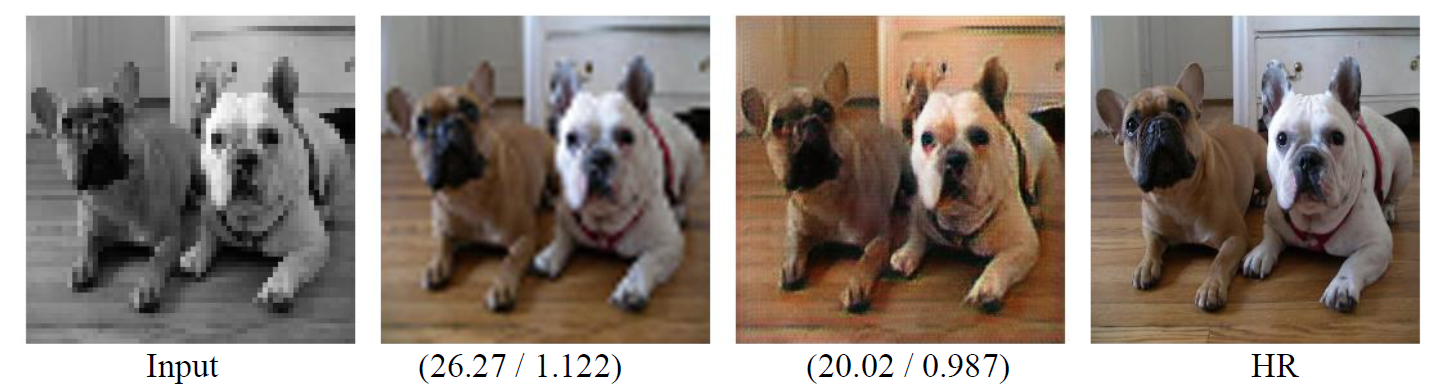 Input (26.27 / 1.122) (20.02 / 0.987) HR